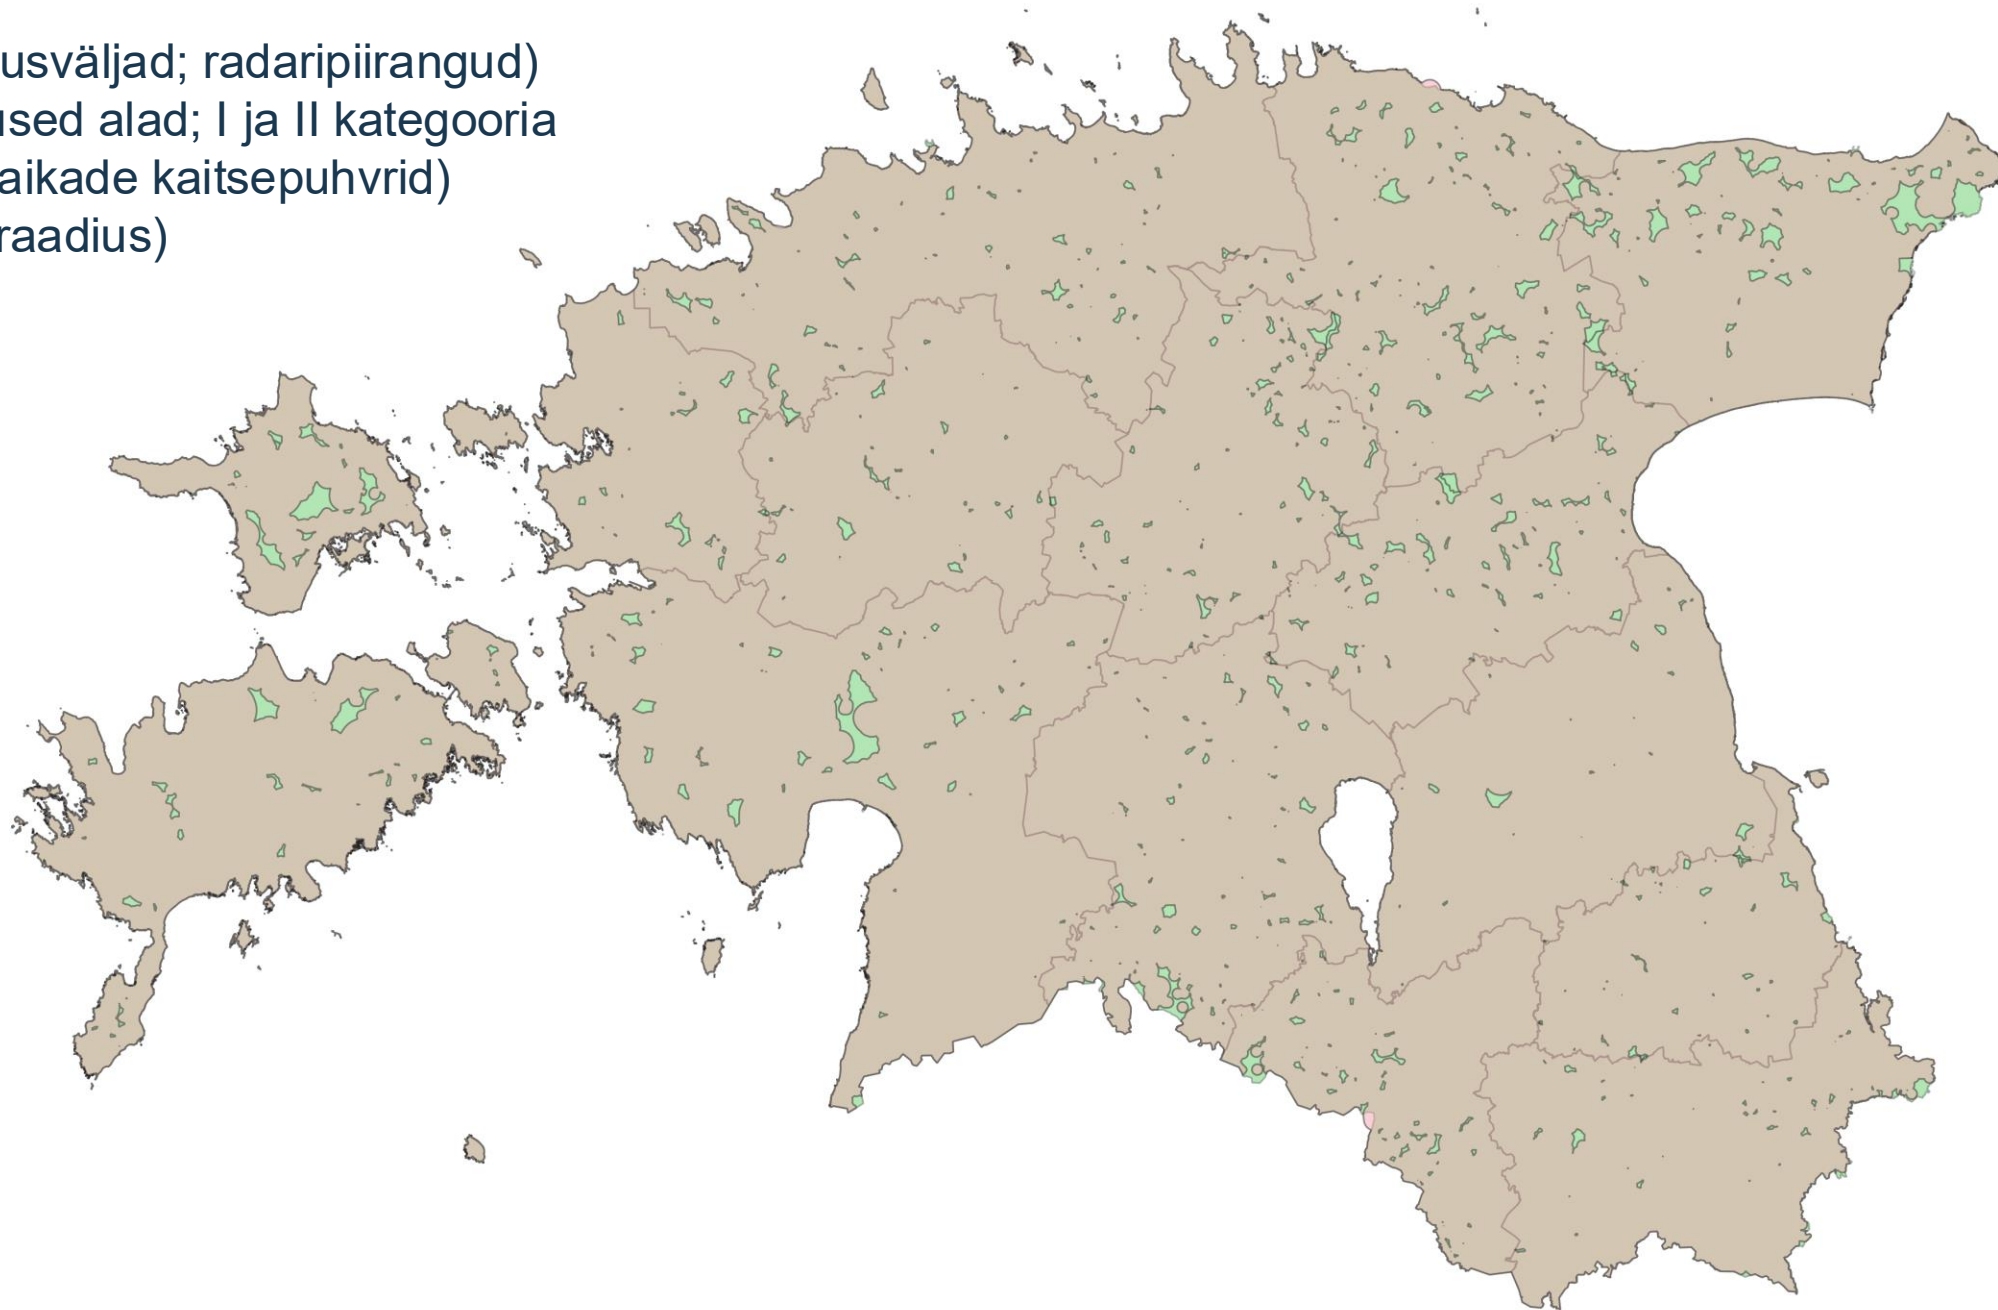 usväljad; radaripiirangud)
used alad; I ja II kategooria
aikade kaitsepuhvrid)
raadius)